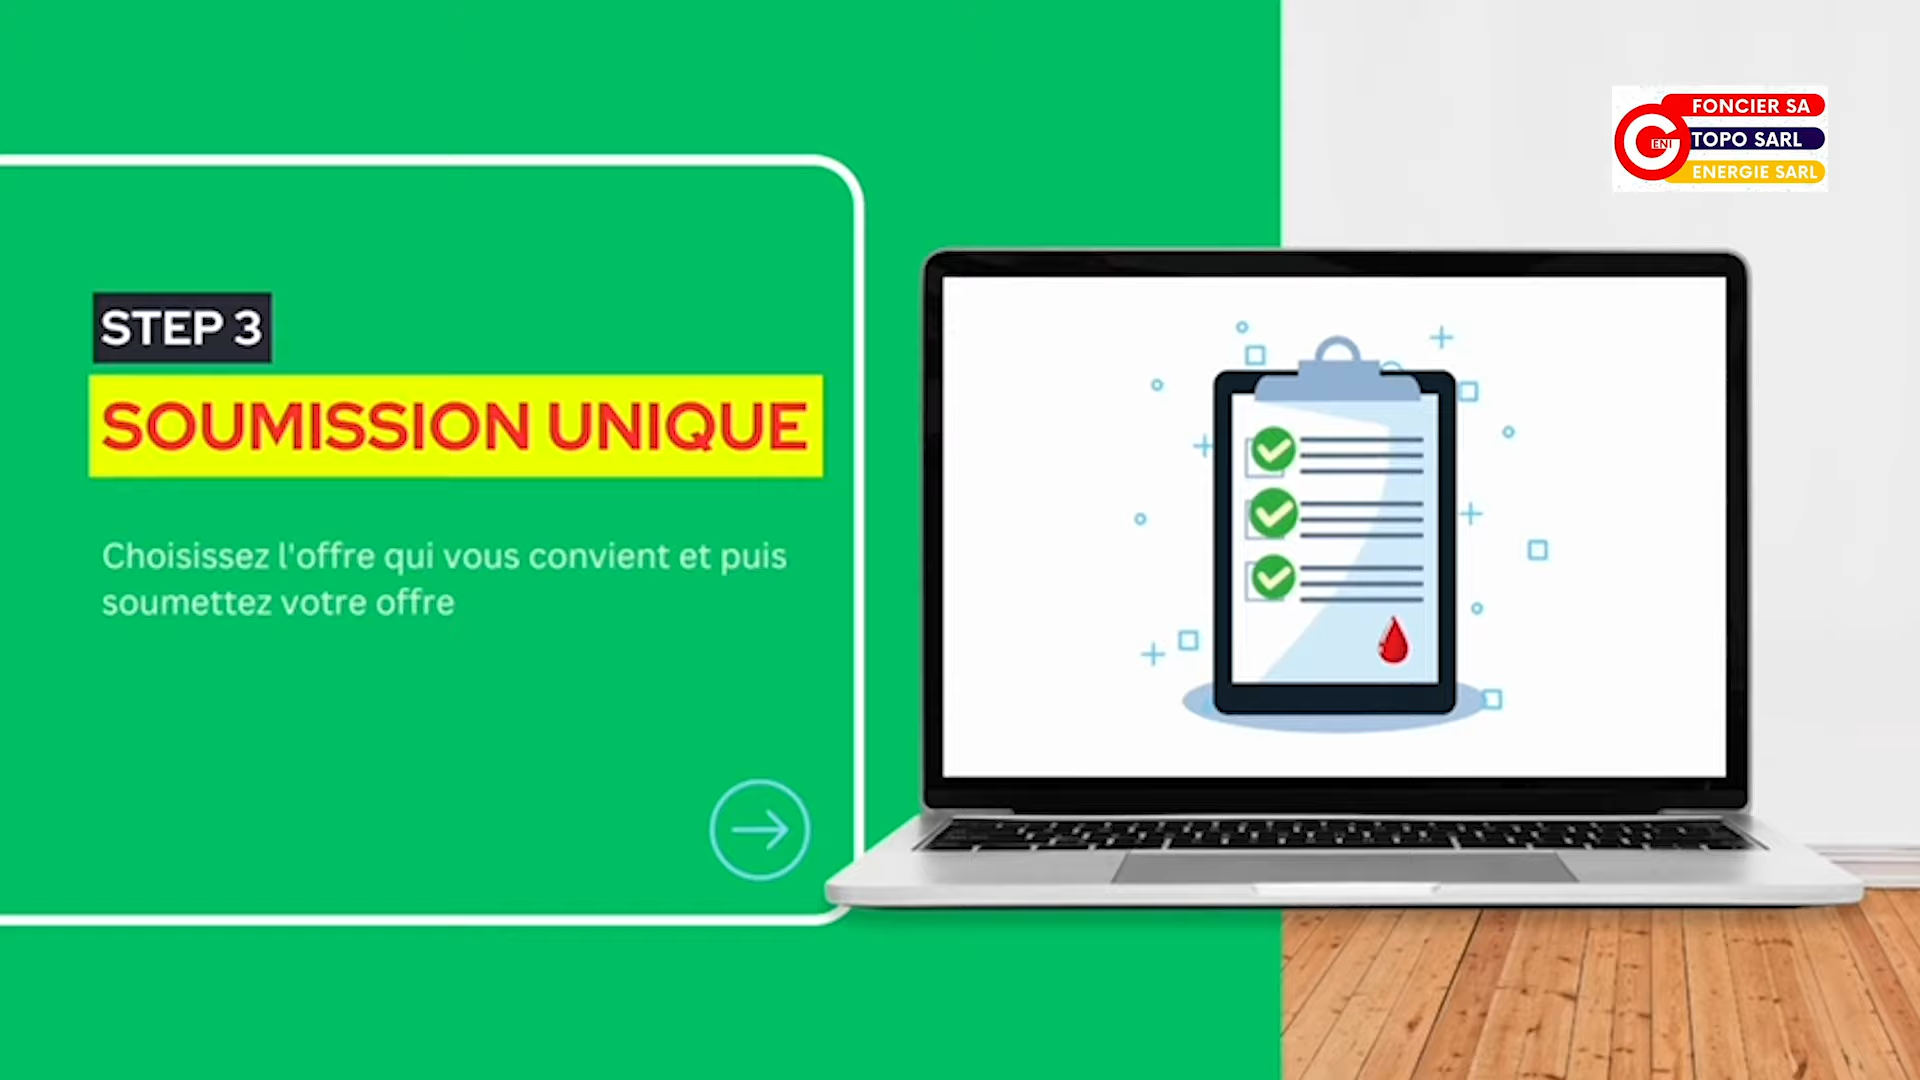 FONCIER SA
GENI
TOPO SARL
ENERGIE SARL
STEP 3
SOUMISSION UNIQUE
Choisissez l'offre qui vous convient et puis
soumettez votre offre